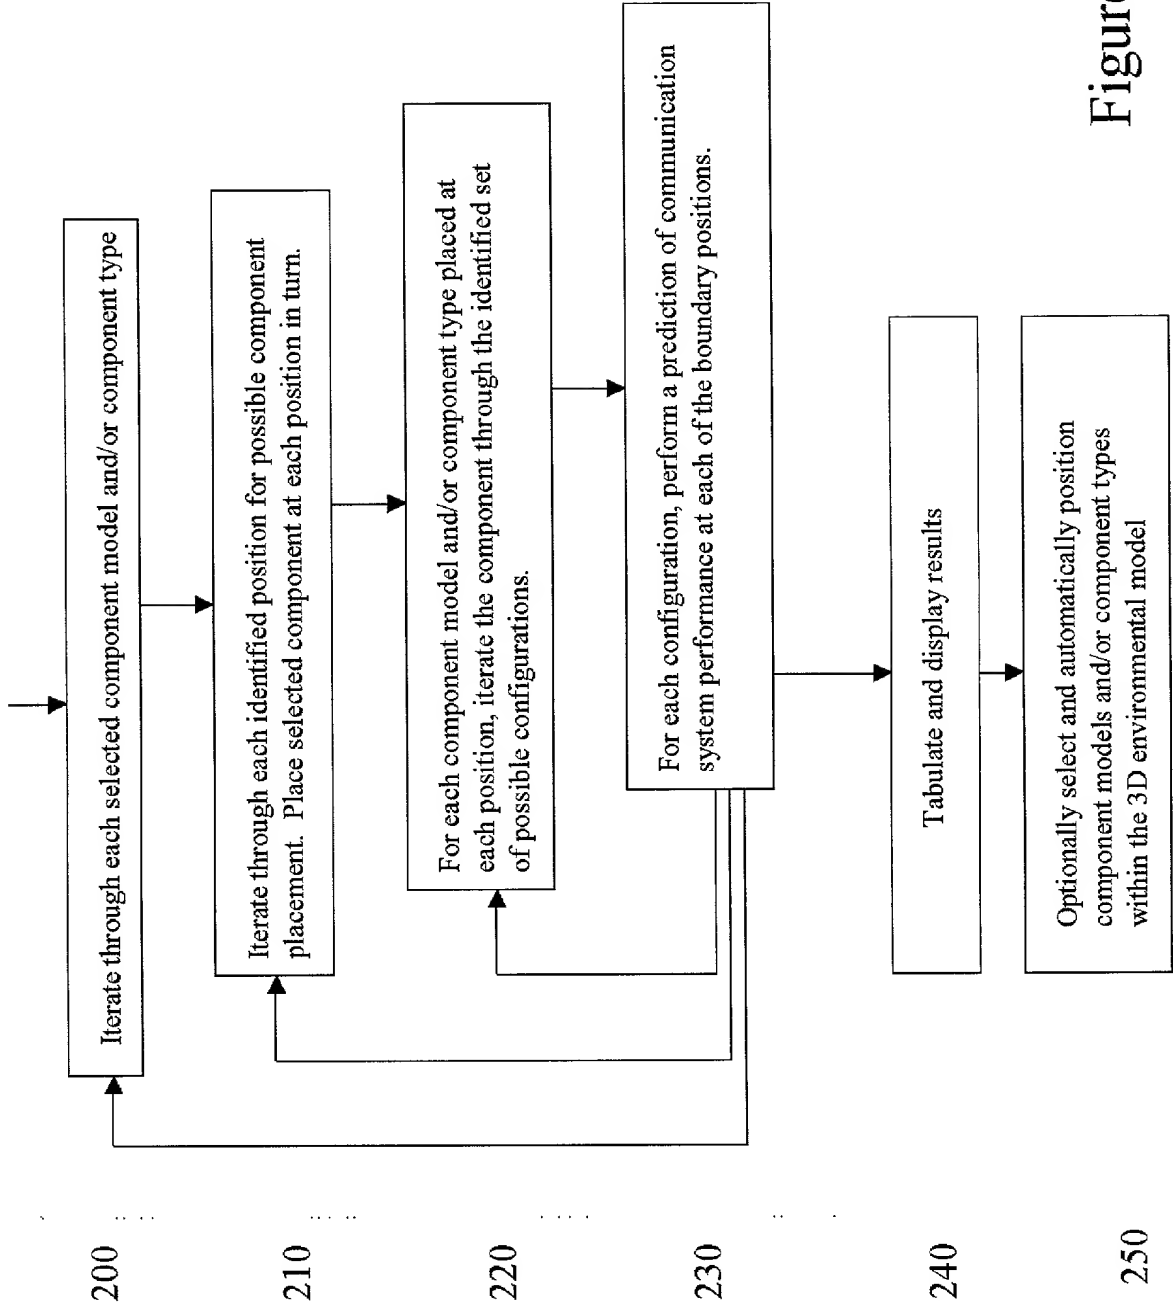 200
Iterate through each selected component model and/or component type
210
Iterate through each identified position for possible component
placement. Place selected component at each position in turn.
220
For each component model and/or component type placed at
each position, iterate the component through the identified set
of possible configurations.
230
For each configuration, perform a prediction of communication
system performance at each of the boundary positions.
240
Tabulate and display results
250
Optionally select and automatically position
component models and/or component types
within the 3D environmental model
Figure